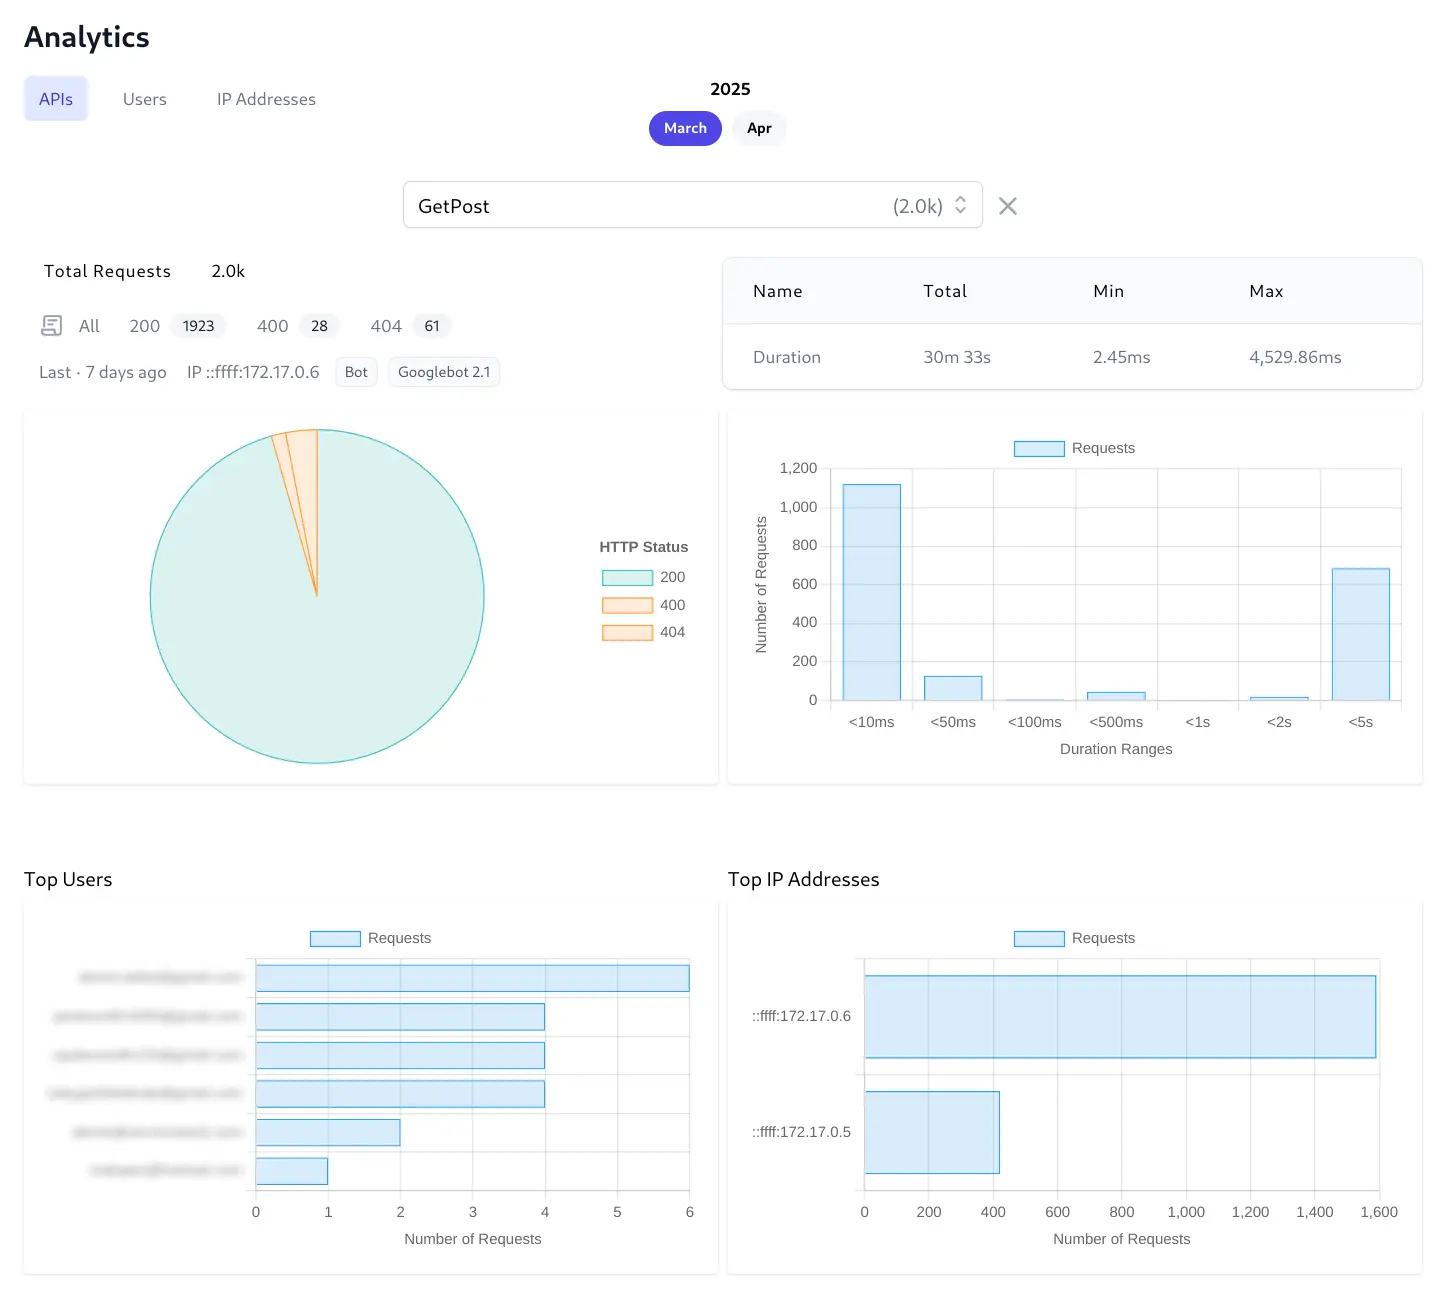 Analytics
APIs Users IP Addresses
2025
March Apr
GetPost (2.0k)
Total Requests 2.0k
All 200 1923 400 28 404 61
Last · 7 days ago IP ::ffff:172.17.0.6 Bot Googlebot 2.1
Name Total Min Max
Duration 30m 33s 2.45ms 4,529.86ms
HTTP Status
200
400
404
Requests
Number of Requests
1,200
1,000
800
600
400
200
0
<10ms <50ms <100ms <500ms <1s <2s <5s
Duration Ranges
Top Users
Requests
0 1 2 3 4 5 6
Number of Requests
Top IP Addresses
Requests
::ffff:172.17.0.6
::ffff:172.17.0.5
0 200 400 600 800 1,000 1,200 1,400 1,600
Number of Requests